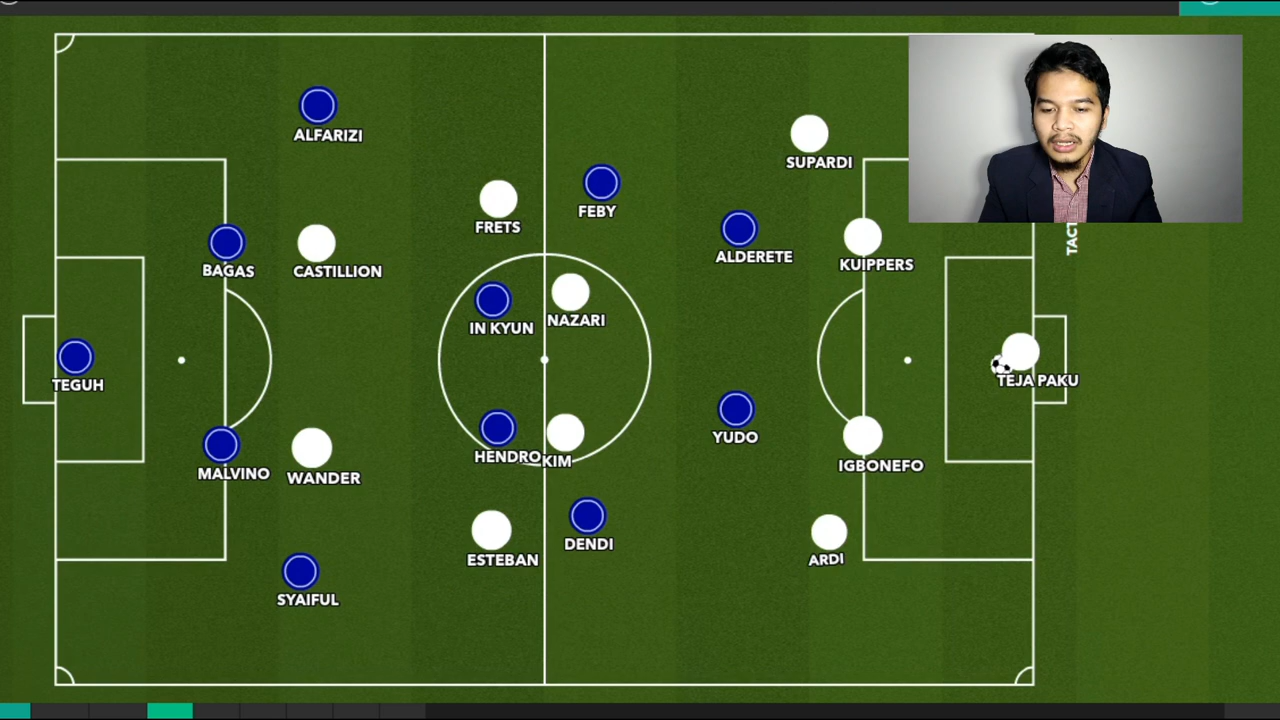 ALFARIZI
SUPARDI
FEBY
FRETS
TACT
ALDERETE
KUIPPERS
BAGAS
CASTILLION
NAZARI
IN KYUN
TEGUH
TEJA PAKU
YUDO
HENDRO
KIM
IGBONEFO
MALVINO
WANDER
DENDI
ESTEBAN
ARDI
SYAIFUL